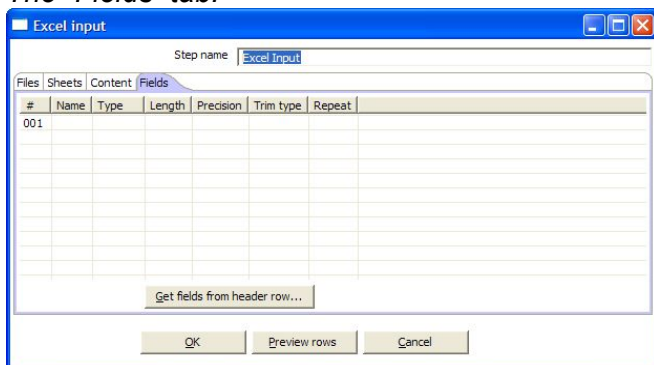 The "Fields" tab:
Excel input
Step name Excel Input
Files Sheets Content Fields
# Name Type Length Precision Trim type Repeat
001
Get fields from header row...
OK Preview rows Cancel